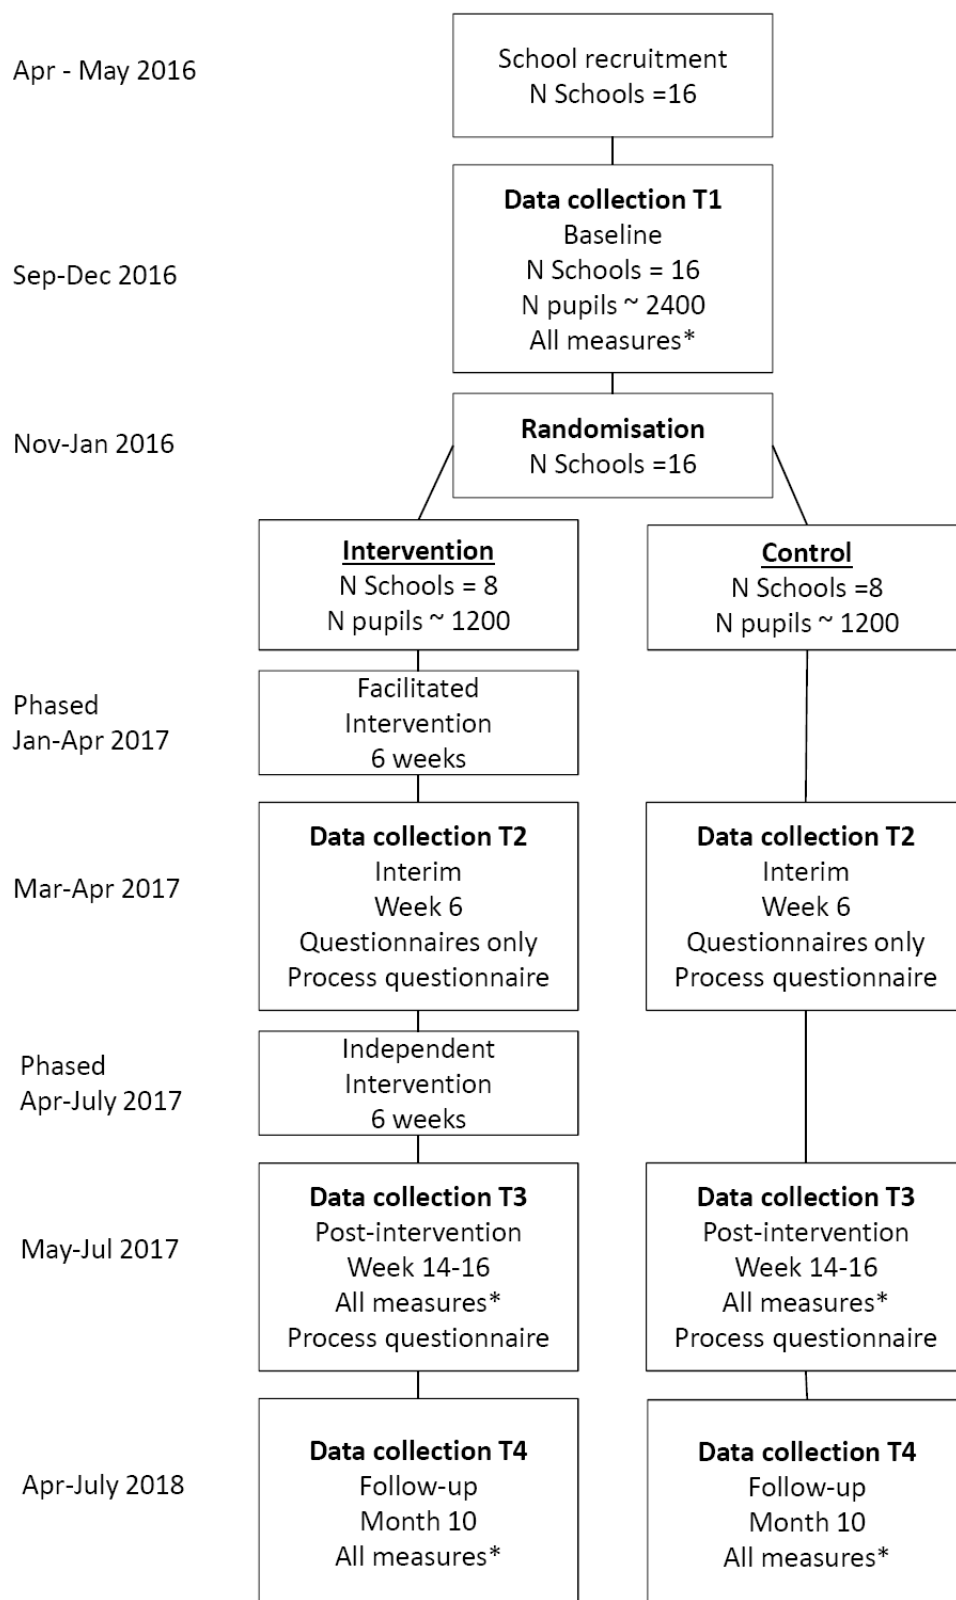 Apr - May 2016
School recruitment
N Schools =16
Sep-Dec 2016
Data collection T1
Baseline
N Schools = 16
N pupils ~ 2400
All measures*
Nov-Jan 2016
Randomisation
N Schools =16
Intervention
N Schools = 8
N pupils ~ 1200
Control
N Schools =8
N pupils ~ 1200
Phased
Jan-Apr 2017
Facilitated
Intervention
6 weeks
Mar-Apr 2017
Data collection T2
Interim
Week 6
Questionnaires only
Process questionnaire
Data collection T2
Interim
Week 6
Questionnaires only
Process questionnaire
Phased
Apr-July 2017
Independent
Intervention
6 weeks
May-Jul 2017
Data collection T3
Post-intervention
Week 14-16
All measures*
Process questionnaire
Data collection T3
Post-intervention
Week 14-16
All measures*
Process questionnaire
Apr-July 2018
Data collection T4
Follow-up
Month 10
All measures*
Data collection T4
Follow-up
Month 10
All measures*